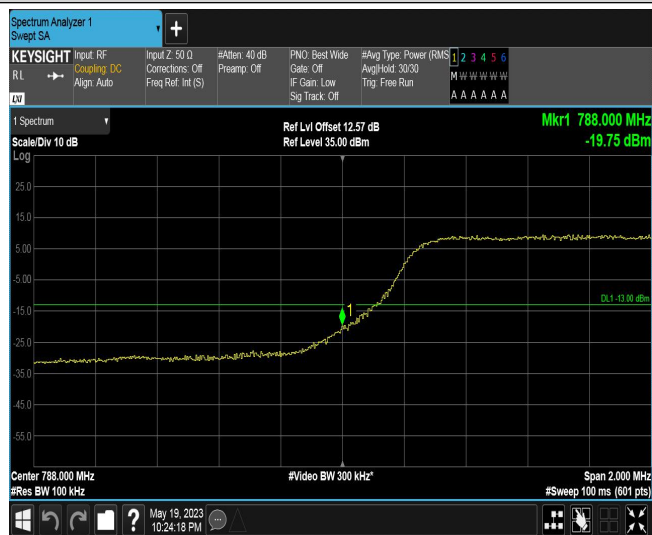 Spectrum Analyzer 1
Swept SA
KEYSIGHT
RL
LXI
Input: RF
Coupling: DC
Align: Auto
Input Z: 50 Ω
Corrections: Off
Freq Ref: Int (S)
#Atten: 40 dB
Preamp: Off
PNO: Best Wide
Gate: Off
IF Gain: Low
Sig Track: Off
#Avg Type: Power (RMS
Avg|Hold: 30/30
Trig: Free Run
1 2 3 4 5 6
M W W W W W
A A A A A A
1 Spectrum
Scale/Div 10 dB
Log
Ref Lvl Offset 12.57 dB
Ref Level 35.00 dBm
Mkr1 788.000 MHz
-19.75 dBm
25.0
15.0
5.00
-5.00
DL1 -13.00 dBm
-15.0
1
-25.0
-35.0
-45.0
-55.0
Center 788.000 MHz
#Video BW 300 kHz*
Span 2.000 MHz
#Res BW 100 kHz
#Sweep 100 ms (601 pts)
?
May 19, 2023
10:24:18 PM